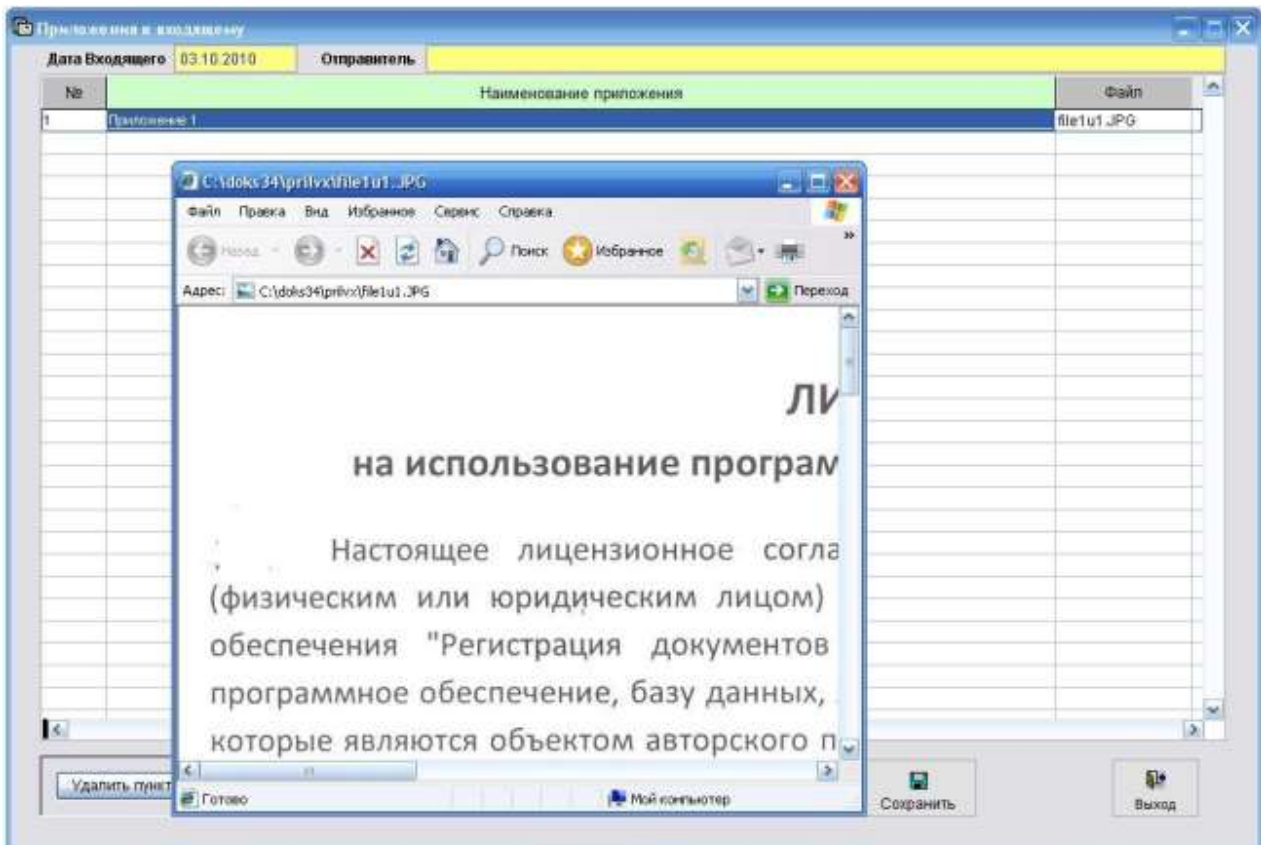 Приложения к входящему
Дата Входящего 03.10.2010 Отправитель
№ Наименование приложения Файл
1 Приложение 1 file1u1.JPG
C:\doks34\prilvx\file1u1.JPG
Файл Правка Вид Избранное Сервис Справка
Назад Поиск Избранное »
Адрес: C:\doks34\prilvx\file1u1.JPG Переход
ЛИ
на использование програм
Настоящее лицензионное согла
(физическим или юридическим лицом)
обеспечения "Регистрация документов
программное обеспечение, базу данных,
которые являются объектом авторского п
Удалить пункт
Готово Мой компьютер
Сохранить
Выход